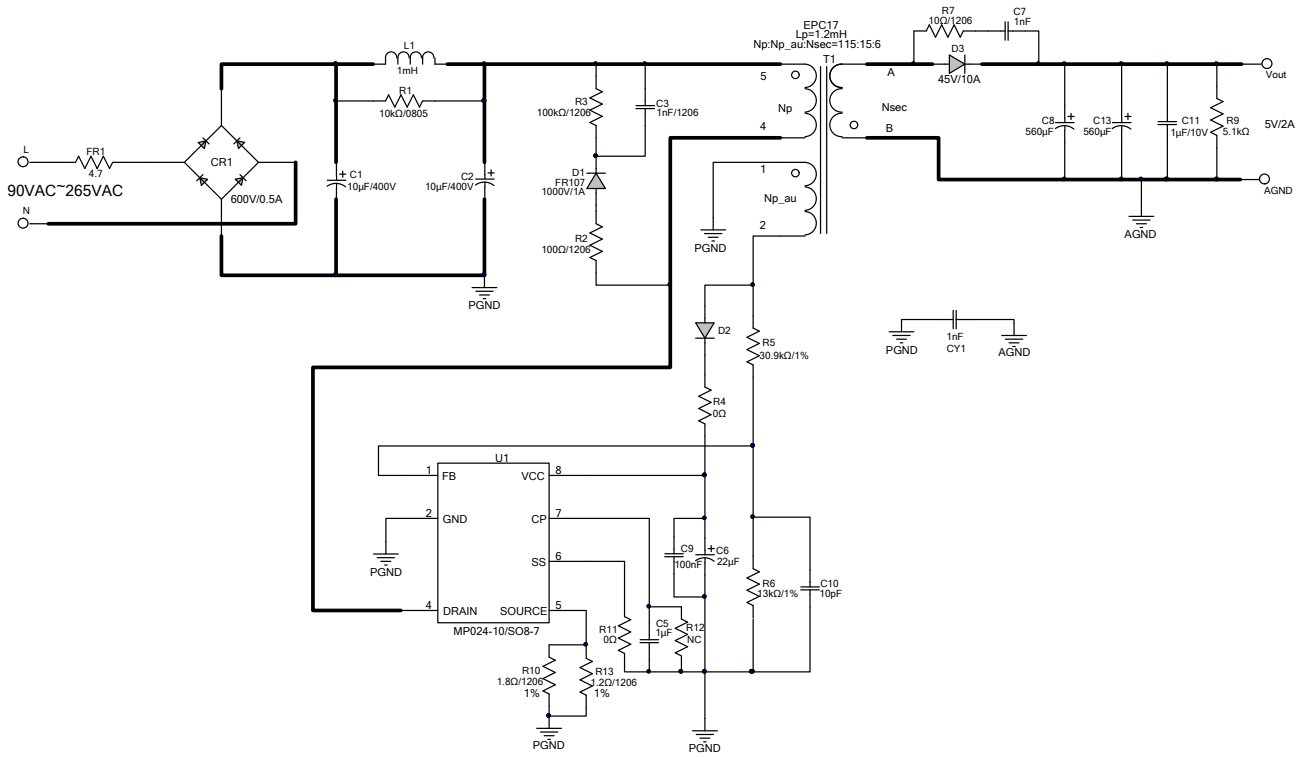 EPC17
Lp=1.2mH
Np:Np_au:Nsec=115:15:6
T1
R7
10Ω/1206
C7
1nF
D3
45V/10A
A
B
Nsec
Vout
5V/2A
AGND
C8
560µF
C13
560µF
C11
1µF/10V
R9
5.1kΩ
AGND
L1
1mH
R1
10kΩ/0805
L
FR1
4.7
90VAC~265VAC
N
CR1
600V/0.5A
C1
10µF/400V
C2
10µF/400V
PGND
R3
100kΩ/1206
C3
1nF/1206
D1
FR107
1000V/1A
R2
100Ω/1206
5
Np
4
1
Np_au
2
PGND
D2
R5
30.9kΩ/1%
R4
0Ω
PGND
1nF
CY1
AGND
U1
1
FB
VCC
8
2
GND
CP
7
SS
6
4
DRAIN
SOURCE
5
MP024-10/SO8-7
PGND
C9
100nF
C6
22µF
R6
13kΩ/1%
C10
10pF
R11
0Ω
C5
1µF
R12
NC
R10
1.8Ω/1206
1%
R13
1.2Ω/1206
1%
PGND
PGND